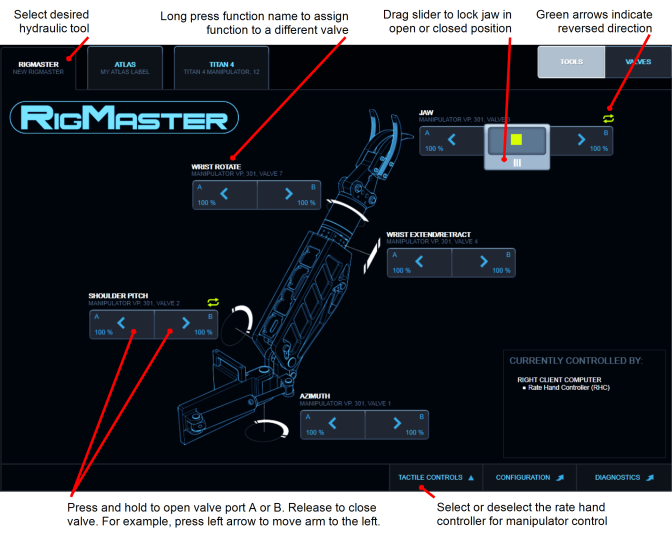 Select desired
hydraulic tool
Long press function name to assign
function to a different valve
Drag slider to lock jaw in
open or closed position
Green arrows indicate
reversed direction
RIGMASTER
NEW RIGMASTER
ATLAS
MY ATLAS LABEL
TITAN 4
TITAN 4 MANIPULATOR, 12
TOOLS
VALVES
RIGMASTER
JAW
MANIPULATOR VP, 301, VALVE
A
100 %
B
100 %
WRIST ROTATE
MANIPULATOR VP, 301, VALVE 7
A
100 %
B
100 %
WRIST EXTEND/RETRACT
MANIPULATOR VP, 301, VALVE 4
A
100 %
B
100 %
SHOULDER PITCH
MANIPULATOR VP, 301, VALVE 2
A
100 %
B
100 %
CURRENTLY CONTROLLED BY:
RIGHT CLIENT COMPUTER
• Rate Hand Controller (RHC)
AZIMUTH
MANIPULATOR VP, 301, VALVE 1
A
100 %
B
100 %
TACTILE CONTROLS
CONFIGURATION
DIAGNOSTICS
Press and hold to open valve port A or B. Release to close
valve. For example, press left arrow to move arm to the left.
Select or deselect the rate hand
controller for manipulator control